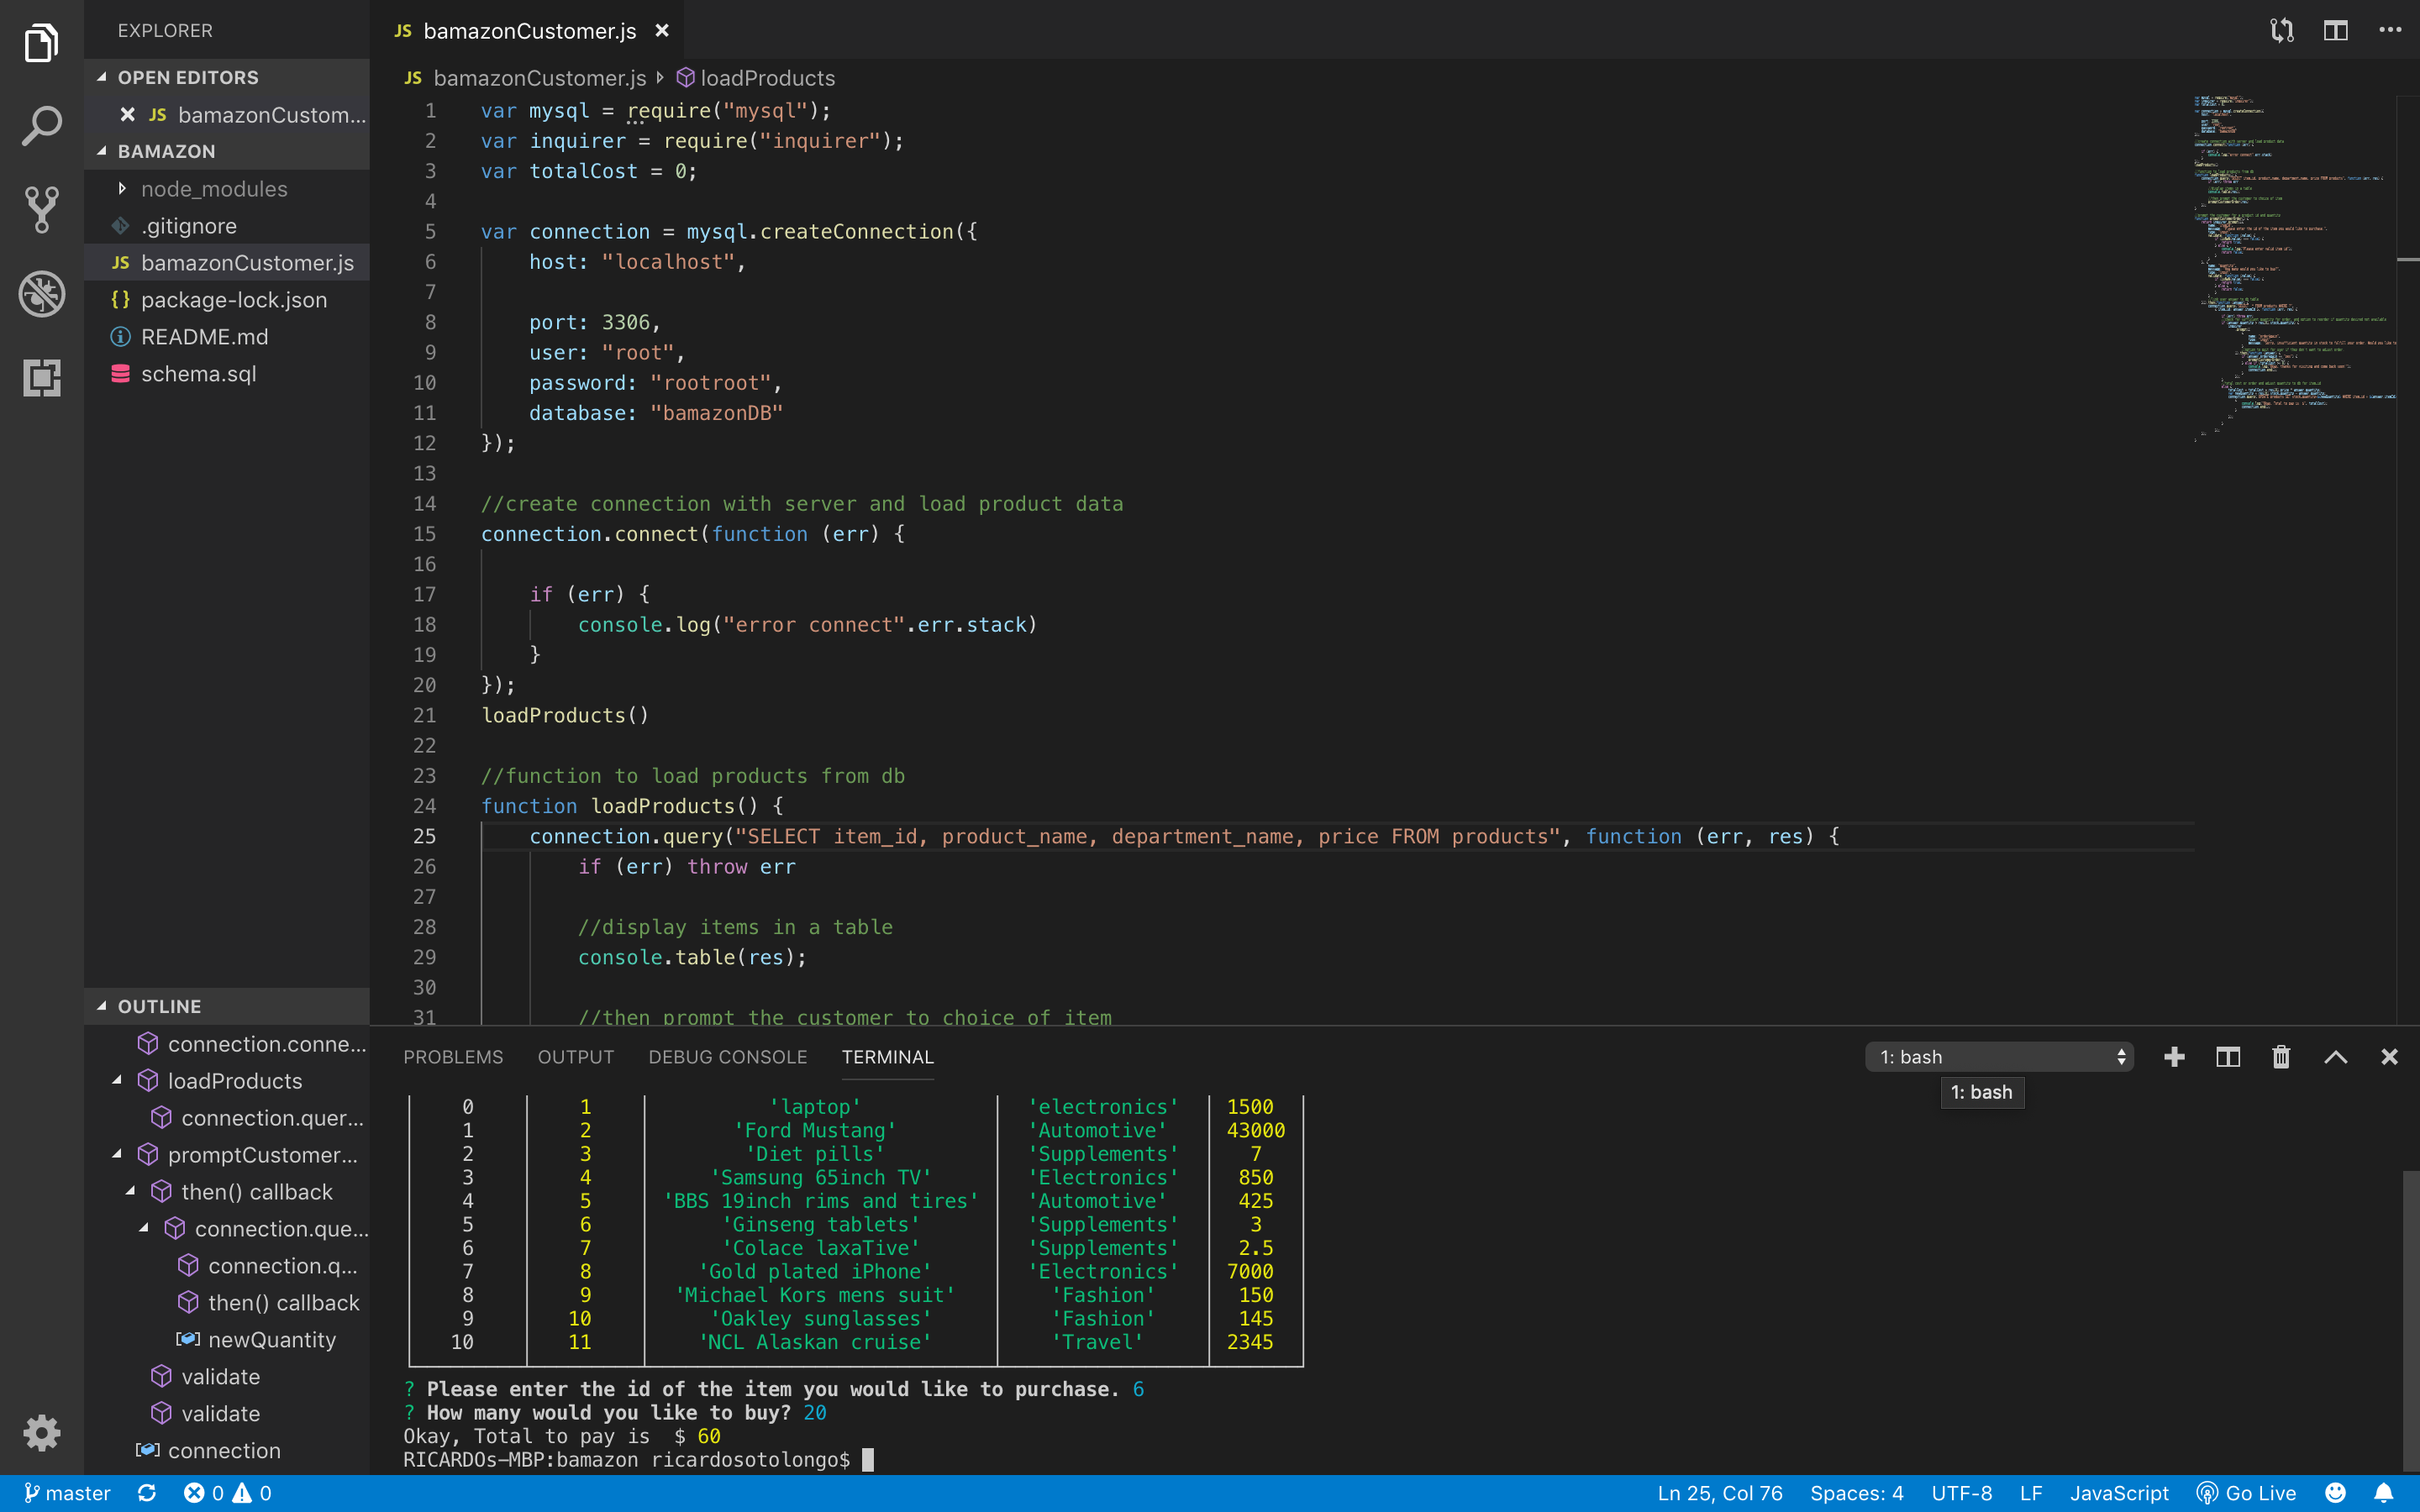 EXPLORER
OPEN EDITORS
JS bamazonCustom...
BAMAZON
node_modules
.gitignore
JS bamazonCustomer.js
{} package-lock.json
README.md
schema.sql
OUTLINE
connection.conne...
loadProducts
connection.quer...
promptCustomer...
then() callback
connection.que...
connection.q...
then() callback
newQuantity
validate
validate
connection
JS bamazonCustomer.js
JS bamazonCustomer.js loadProducts
1 var mysql = require("mysql");
2 var inquirer = require("inquirer");
3 var totalCost = 0;
4
5 var connection = mysql.createConnection({
6 host: "localhost",
7
8 port: 3306,
9 user: "root",
10 password: "rootroot",
11 database: "bamazonDB"
12 });
13
14 //create connection with server and load product data
15 connection.connect(function (err) {
16
17 if (err) {
18 console.log("error connect".err.stack)
19 }
20 });
21 loadProducts()
22
23 //function to load products from db
24 function loadProducts() {
25 connection.query("SELECT item_id, product_name, department_name, price FROM products", function (err, res) {
26 if (err) throw err
27
28 //display items in a table
29 console.table(res);
30
31 //then prompt the customer to choice of item
PROBLEMS OUTPUT DEBUG CONSOLE TERMINAL 1: bash
1: bash
0 1 'laptop' 'electronics' 1500
1 2 'Ford Mustang' 'Automotive' 43000
2 3 'Diet pills' 'Supplements' 7
3 4 'Samsung 65inch TV' 'Electronics' 850
4 5 'BBS 19inch rims and tires' 'Automotive' 425
5 6 'Ginseng tablets' 'Supplements' 3
6 7 'Colace laxaTive' 'Supplements' 2.5
7 8 'Gold plated iPhone' 'Electronics' 7000
8 9 'Michael Kors mens suit' 'Fashion' 150
9 10 'Oakley sunglasses' 'Fashion' 145
10 11 'NCL Alaskan cruise' 'Travel' 2345
? Please enter the id of the item you would like to purchase. 6
? How many would you like to buy? 20
Okay, Total to pay is $ 60
RICARDOs-MBP:bamazon ricardosotolongo$
master 0 0 Ln 25, Col 76 Spaces: 4 UTF-8 LF JavaScript Go Live